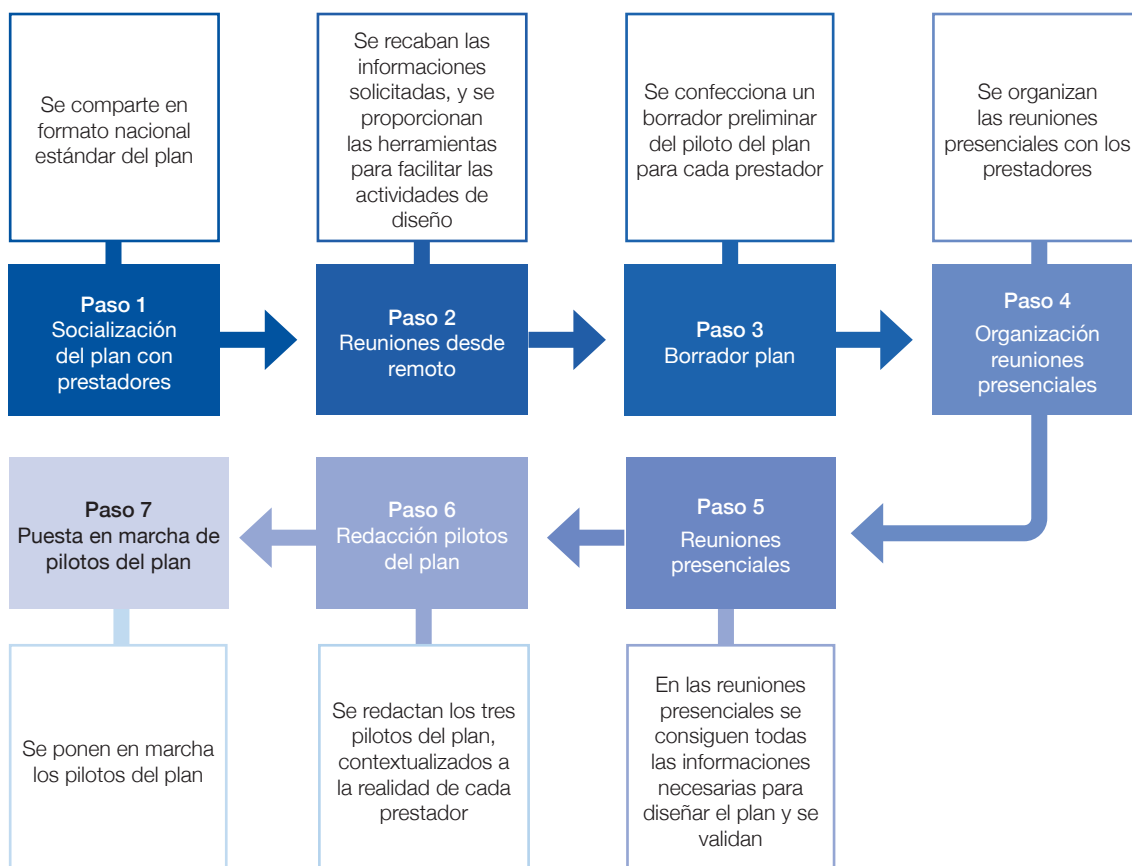 Se comparte en
formato nacional
estándar del plan
Paso 1
Socialización
del plan con
prestadores
Se recaban las
informaciones
solicitadas, y se
proporcionan
las herramientas
para facilitar las
actividades de
diseño
Paso 2
Reuniones desde
remoto
Se confecciona un
borrador preliminar
del piloto del plan
para cada prestador
Paso 3
Borrador plan
Se organizan
las reuniones
presenciales con los
prestadores
Paso 4
Organización
reuniones
presenciales
Paso 5
Reuniones
presenciales
En las reuniones
presenciales se
consiguen todas
las informaciones
necesarias para
diseñar el plan y se
validan
Paso 6
Redacción pilotos
del plan
Se redactan los tres
pilotos del plan,
contextualizados a
la realidad de cada
prestador
Paso 7
Puesta en marcha de
pilotos del plan
Se ponen en marcha
los pilotos del plan